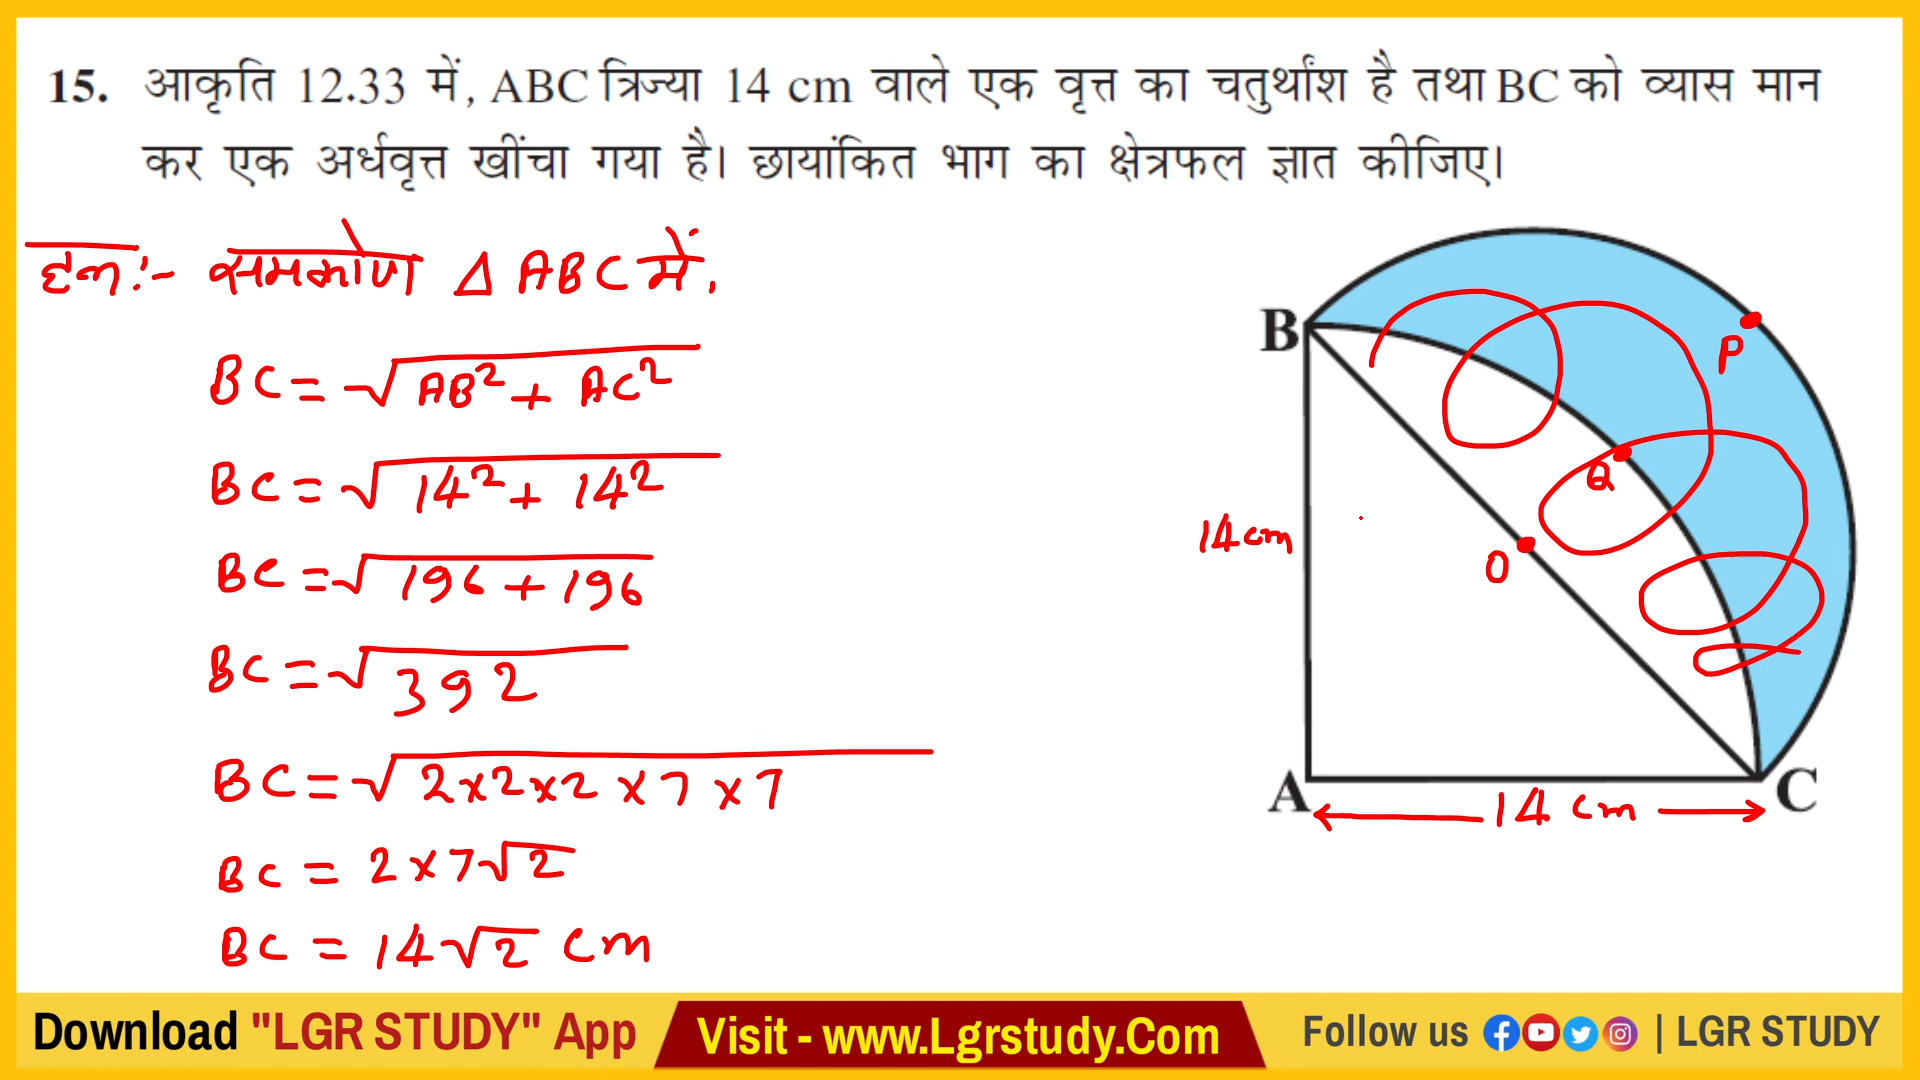 15. आकृति 12.33 में, ABC त्रिज्या 14 cm वाले एक वृत्त का चतुर्थांश है तथा BC को व्यास मान
कर एक अर्धवृत्त खींचा गया है। छायांकित भाग का क्षेत्रफल ज्ञात कीजिए।
हल:- समकोण Δ ABC में,
BC = √(AB² + AC²)
BC = √(14² + 14²)
BC = √(196 + 196)
BC = √392
BC = √(2×2×2×7×7)
BC = 2×7√2
BC = 14√2 cm
B
P
Q
O
14cm
A
C
14 cm
Download "LGR STUDY" App
Visit - www.Lgrstudy.Com
Follow us | LGR STUDY